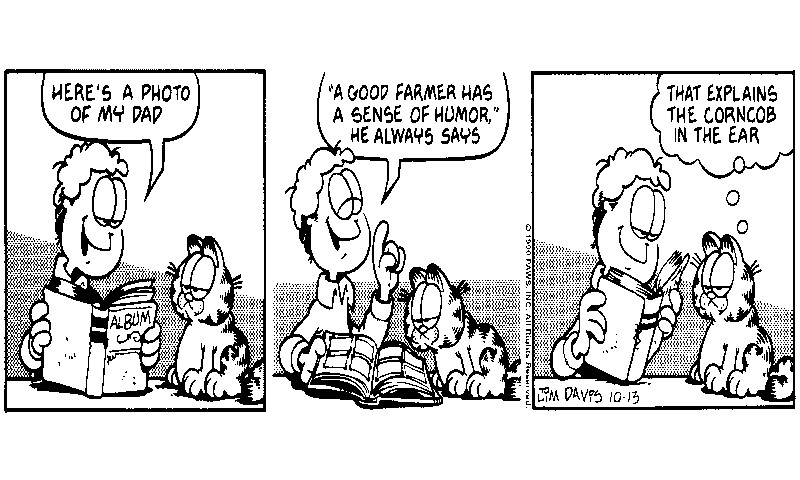 HERE'S A PHOTO
OF MY DAD
ALBUM
"A GOOD FARMER HAS
A SENSE OF HUMOR,"
HE ALWAYS SAYS
THAT EXPLAINS
THE CORNCOB
IN THE EAR
JIM DAVIS 10-13